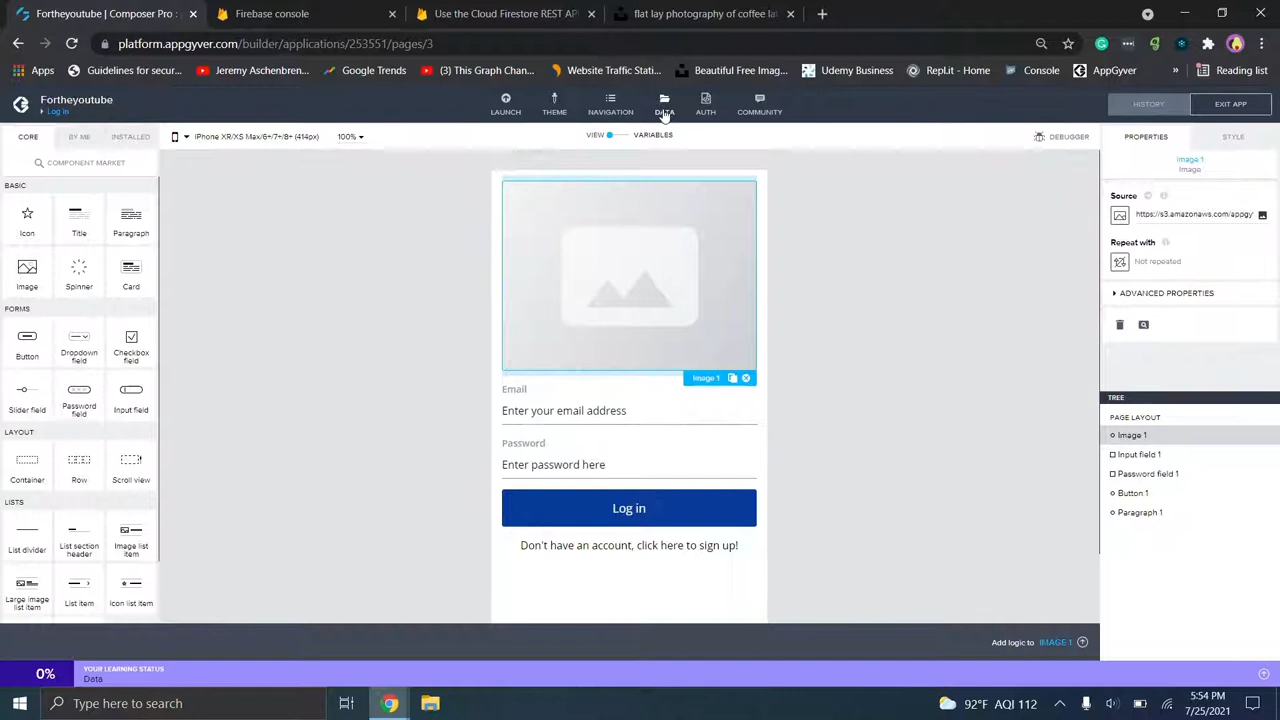 Composer Pro :
Firebase console
Use the Cloud Firestore REST API
flat lay photography of coffee lat
platform.appgyver.com/builder/applications/253551/pages/3
Apps
Guidelines for secur...
Jeremy Aschenbren...
Google Trends
(3) This Graph Chan...
Website Traffic Stati...
Beautiful Free Imag...
Udemy Business
RepLit - Home
Console
AppGyver
»
Reading list
Fortheyoutube
Log in
LAUNCH
THEME
NAVIGATION
DATA
AUTH
COMMUNITY
HISTORY
EXIT APP
CORE
BY ME
INSTALLED
iPhone XR/XS Max/6+/7+/8+ (414px)
100%
VIEW
VARIABLES
DEBUGGER
PROPERTIES
STYLE
COMPONENT MARKET
Image 1
Image
BASIC
Icon
Title
Paragraph
Image
Spinner
Card
FORMS
Button
Dropdown field
Checkbox field
Slider field
Password field
Input field
LAYOUT
Container
Row
Scroll view
LISTS
List divider
List section header
Image list item
Large image list item
List item
Icon list item
Image 1
Email
Enter your email address
Password
Enter password here
Log in
Don't have an account, click here to sign up!
Source
https://s3.amazonaws.com/appgy
Repeat with
Not repeated
ADVANCED PROPERTIES
TREE
PAGE LAYOUT
Image 1
Input field 1
Password field 1
Button 1
Paragraph 1
Add logic to IMAGE 1
0%
YOUR LEARNING STATUS
Data
Type here to search
92°F AQI 112
5:54 PM
7/25/2021